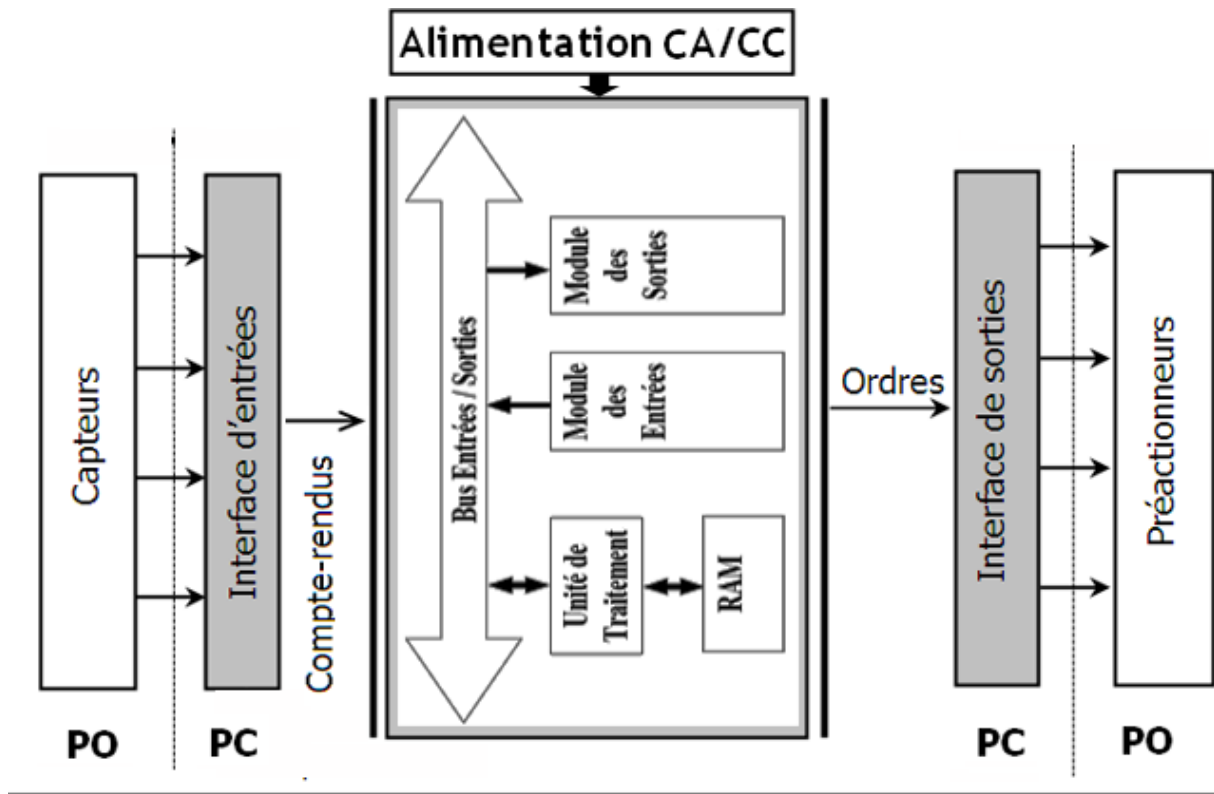 Alimentation CA/CC
Capteurs
Interface d'entrées
Compte-rendus
Bus Entrées / Sorties
Module
des
Sorties
Module
des
Entrées
Unité de
Traitement
RAM
Ordres
Interface de sorties
Préactionneurs
PO
PC
PC
PO